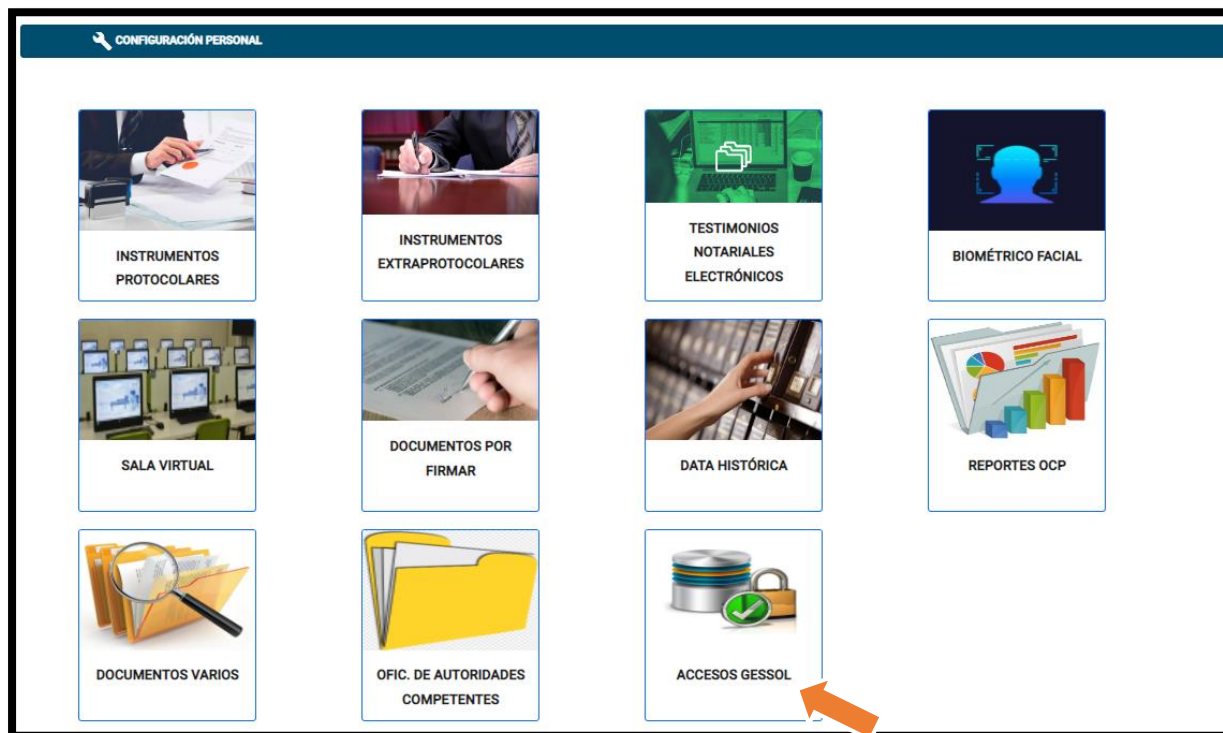 CONFIGURACIÓN PERSONAL
INSTRUMENTOS
PROTOCOLARES
INSTRUMENTOS
EXTRAPROTOCOLARES
TESTIMONIOS
NOTARIALES
ELECTRÓNICOS
BIOMÉTRICO FACIAL
SALA VIRTUAL
DOCUMENTOS POR
FIRMAR
DATA HISTÓRICA
REPORTES OCP
DOCUMENTOS VARIOS
OFIC. DE AUTORIDADES
COMPETENTES
ACCESOS GESSOL